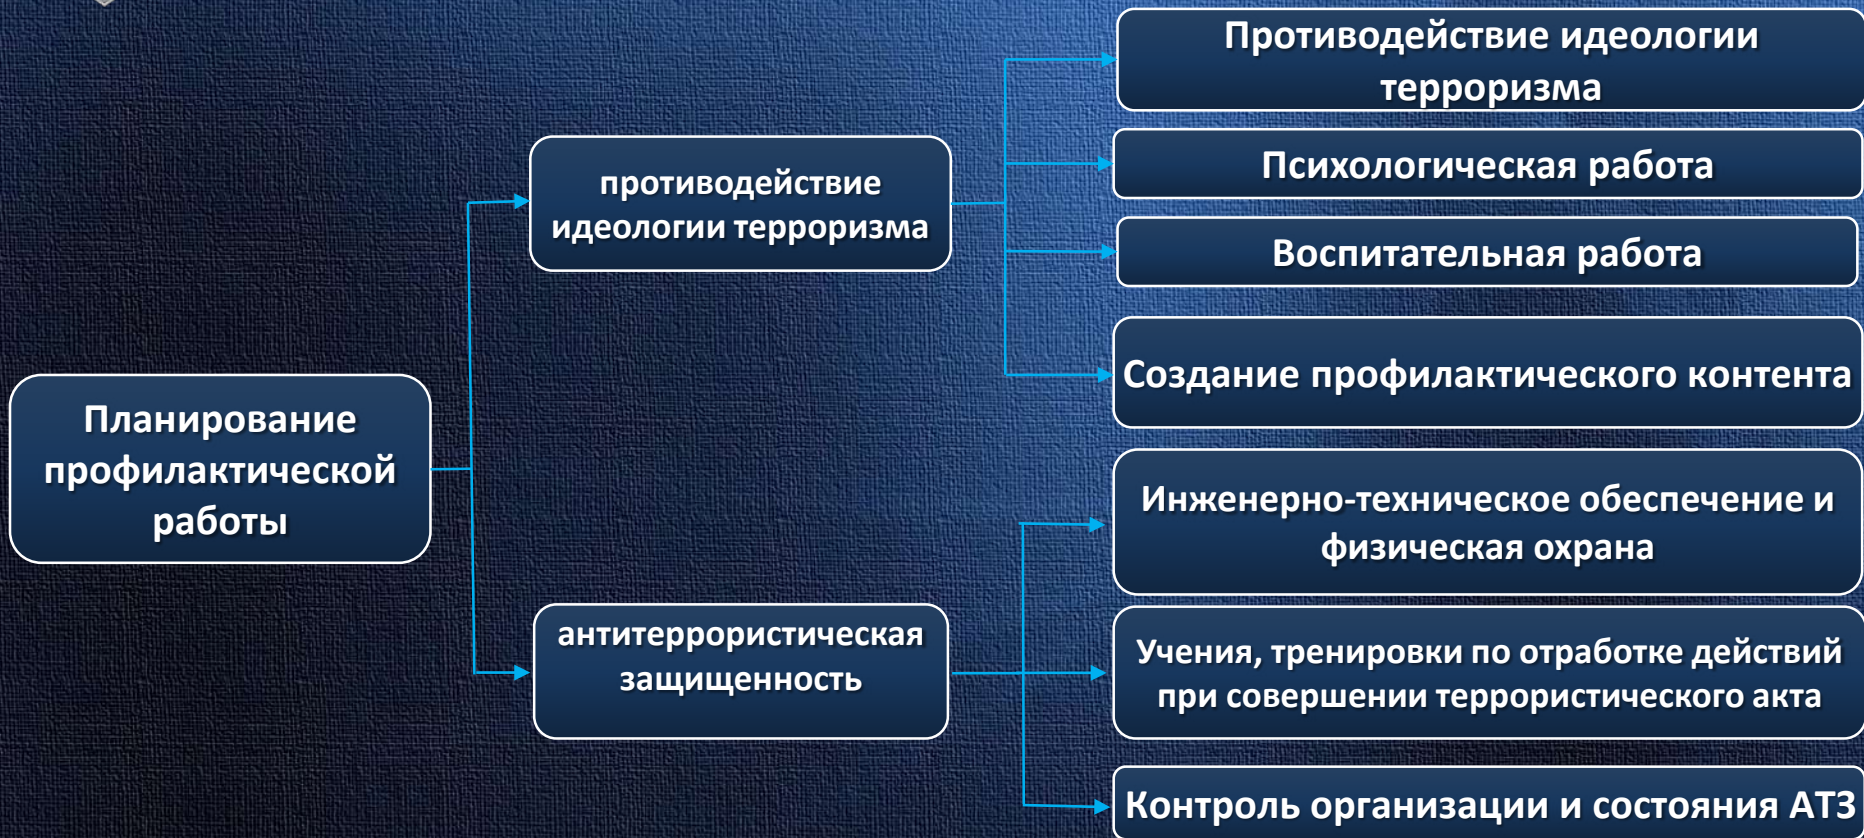 Планирование
профилактической
работы
противодействие
идеологии терроризма
антитеррористическая
защищенность
Противодействие идеологии
терроризма
Психологическая работа
Воспитательная работа
Создание профилактического контента
Инженерно-техническое обеспечение и
физическая охрана
Учения, тренировки по отработке действий
при совершении террористического акта
Контроль организации и состояния АТЗ